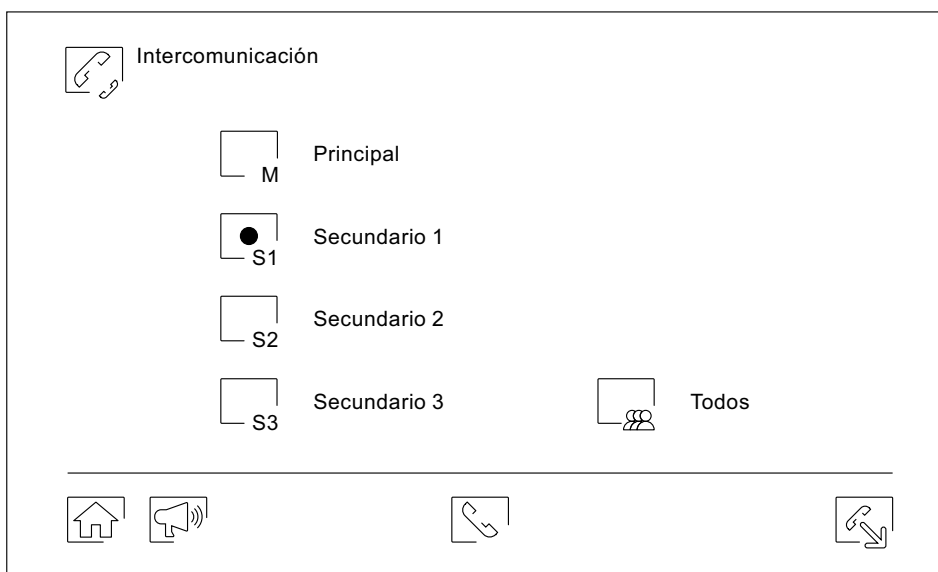 Intercomunicación
M Principal
S1 Secundario 1
S2 Secundario 2
S3 Secundario 3 Todos